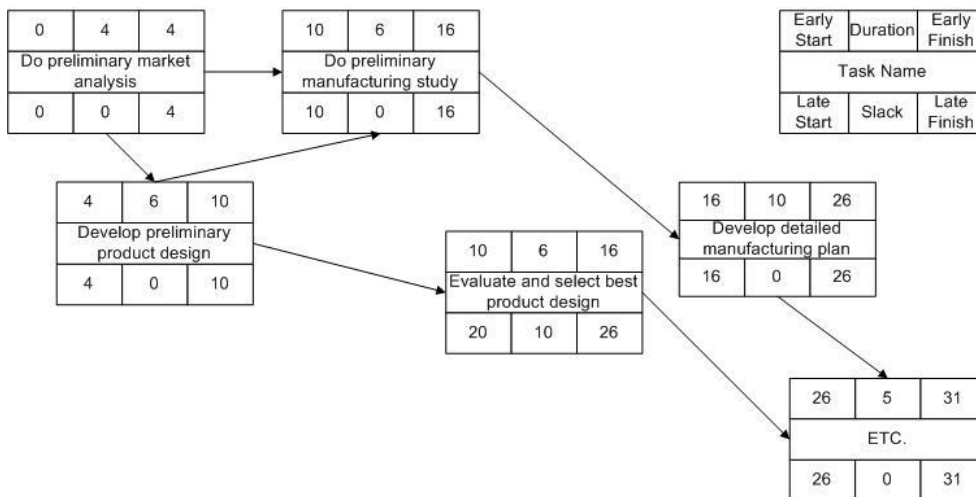 0 4 4
Do preliminary market
analysis
0 0 4
10 6 16
Do preliminary
manufacturing study
10 0 16
Early
Start
Duration
Early
Finish
Task Name
Late
Start
Slack
Late
Finish
4 6 10
Develop preliminary
product design
4 0 10
10 6 16
Evaluate and select best
product design
20 10 26
16 10 26
Develop detailed
manufacturing plan
16 0 26
26 5 31
ETC.
26 0 31